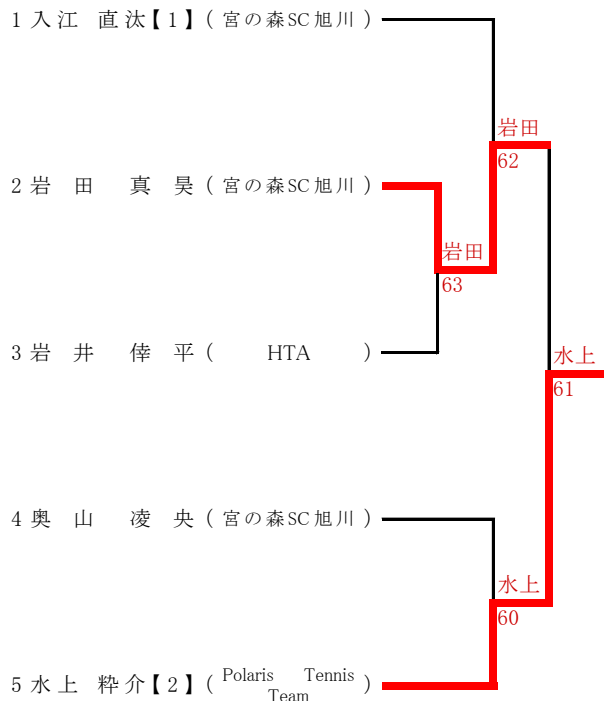 1 入江 直汰【1】( 宮の森SC旭川 )
岩田
62
2 岩 田 真 昊 ( 宮の森SC旭川 )
岩田
63
3 岩 井 倖 平 ( HTA )
水上
61
4 奥 山 凌 央 ( 宮の森SC旭川 )
水上
60
5 水上 粋介【2】( Polaris Tennis Team )